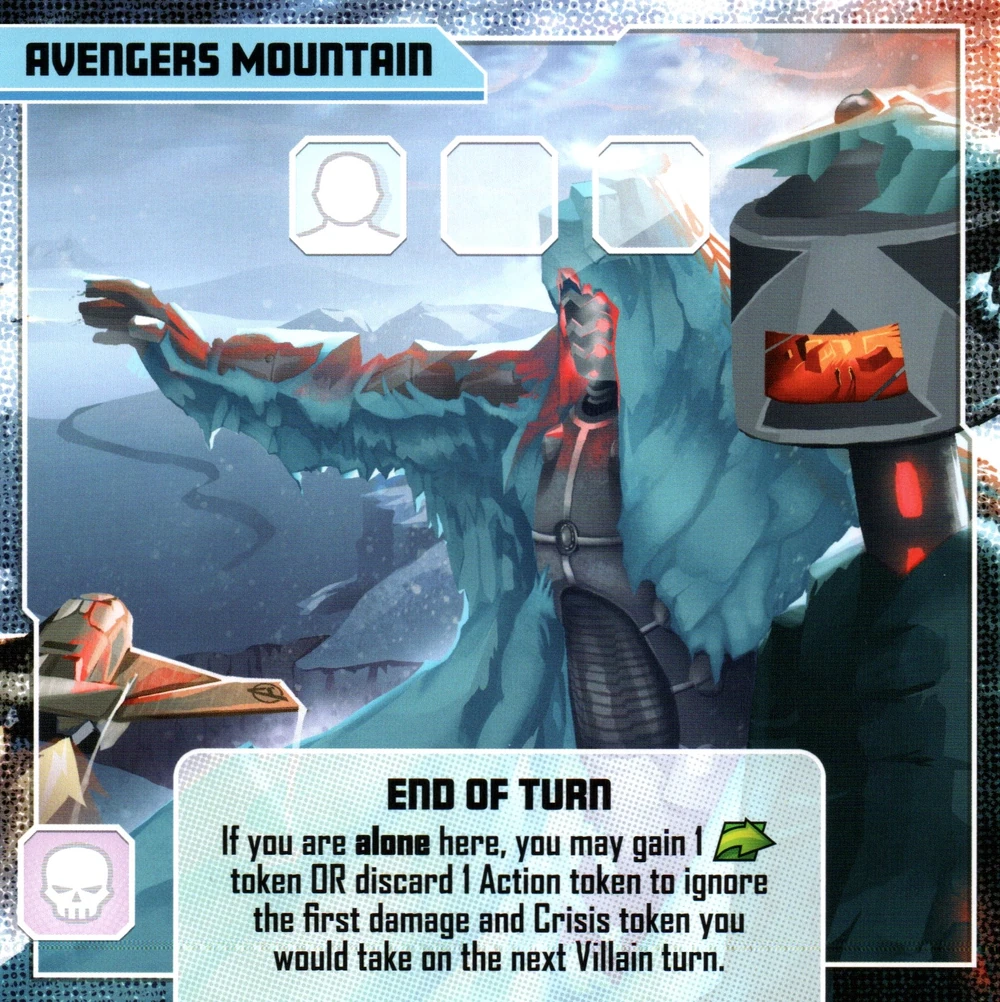 AVENGERS MOUNTAIN
END OF TURN
If you are alone here, you may gain 1
token OR discard 1 Action token to ignore
the first damage and Crisis token you
would take on the next Villain turn.